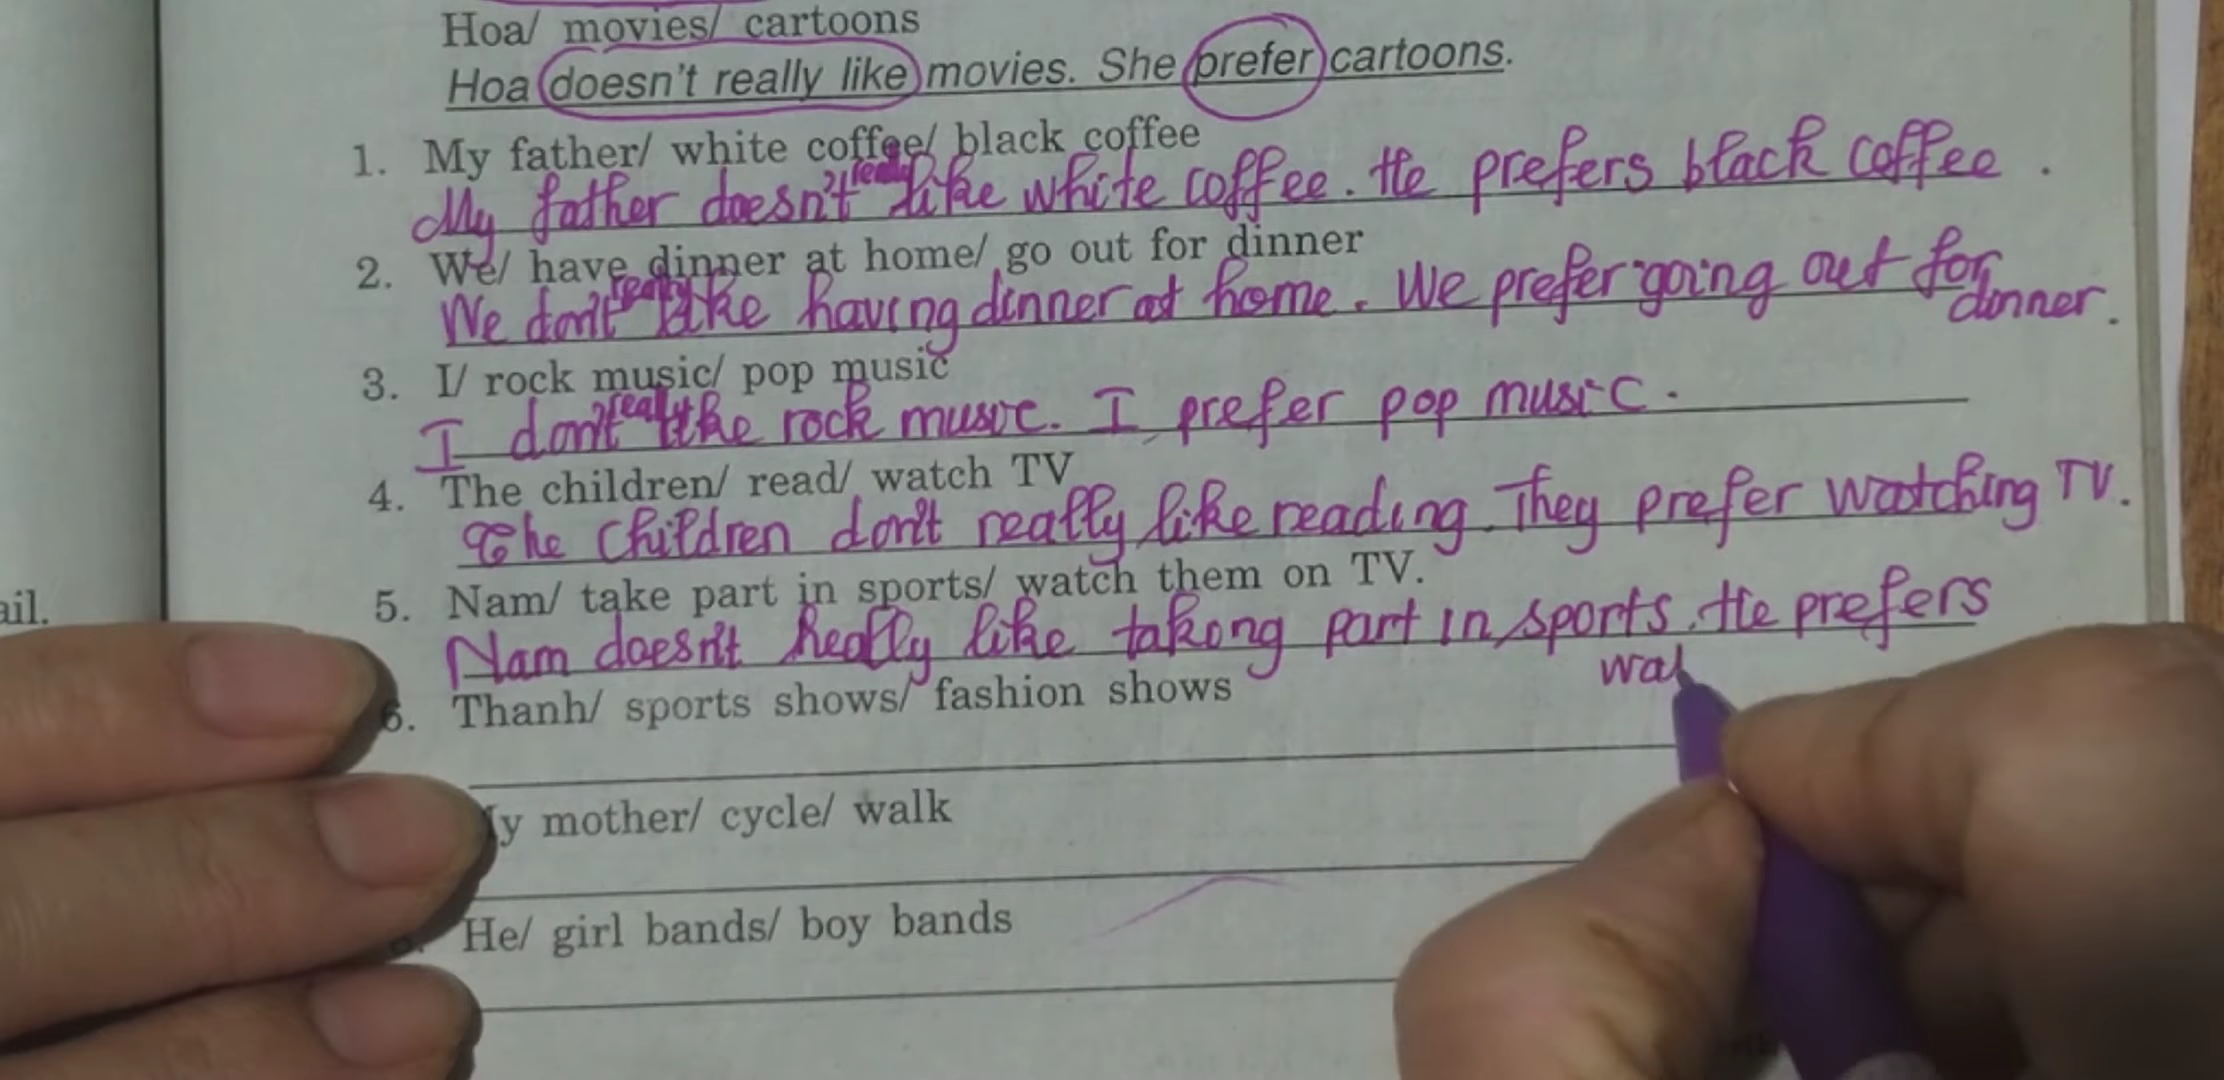 Hoa/ movies/ cartoons
Hoa doesn't really like movies. She prefer cartoons.
1. My father/ white coffee/ black coffee
My father doesn't really like white coffee. He prefers black coffee.
2. We/ have dinner at home/ go out for dinner
We don't really like having dinner at home. We prefer going out for
dinner.
3. I/ rock music/ pop music
I don't really like rock music. I prefer pop music.
4. The children/ read/ watch TV
The children don't really like reading. They prefer watching TV.
5. Nam/ take part in sports/ watch them on TV.
ail.
Nam doesn't really like taking part in sports. He prefers
wat
6. Thanh/ sports shows/ fashion shows
y mother/ cycle/ walk
He/ girl bands/ boy bands